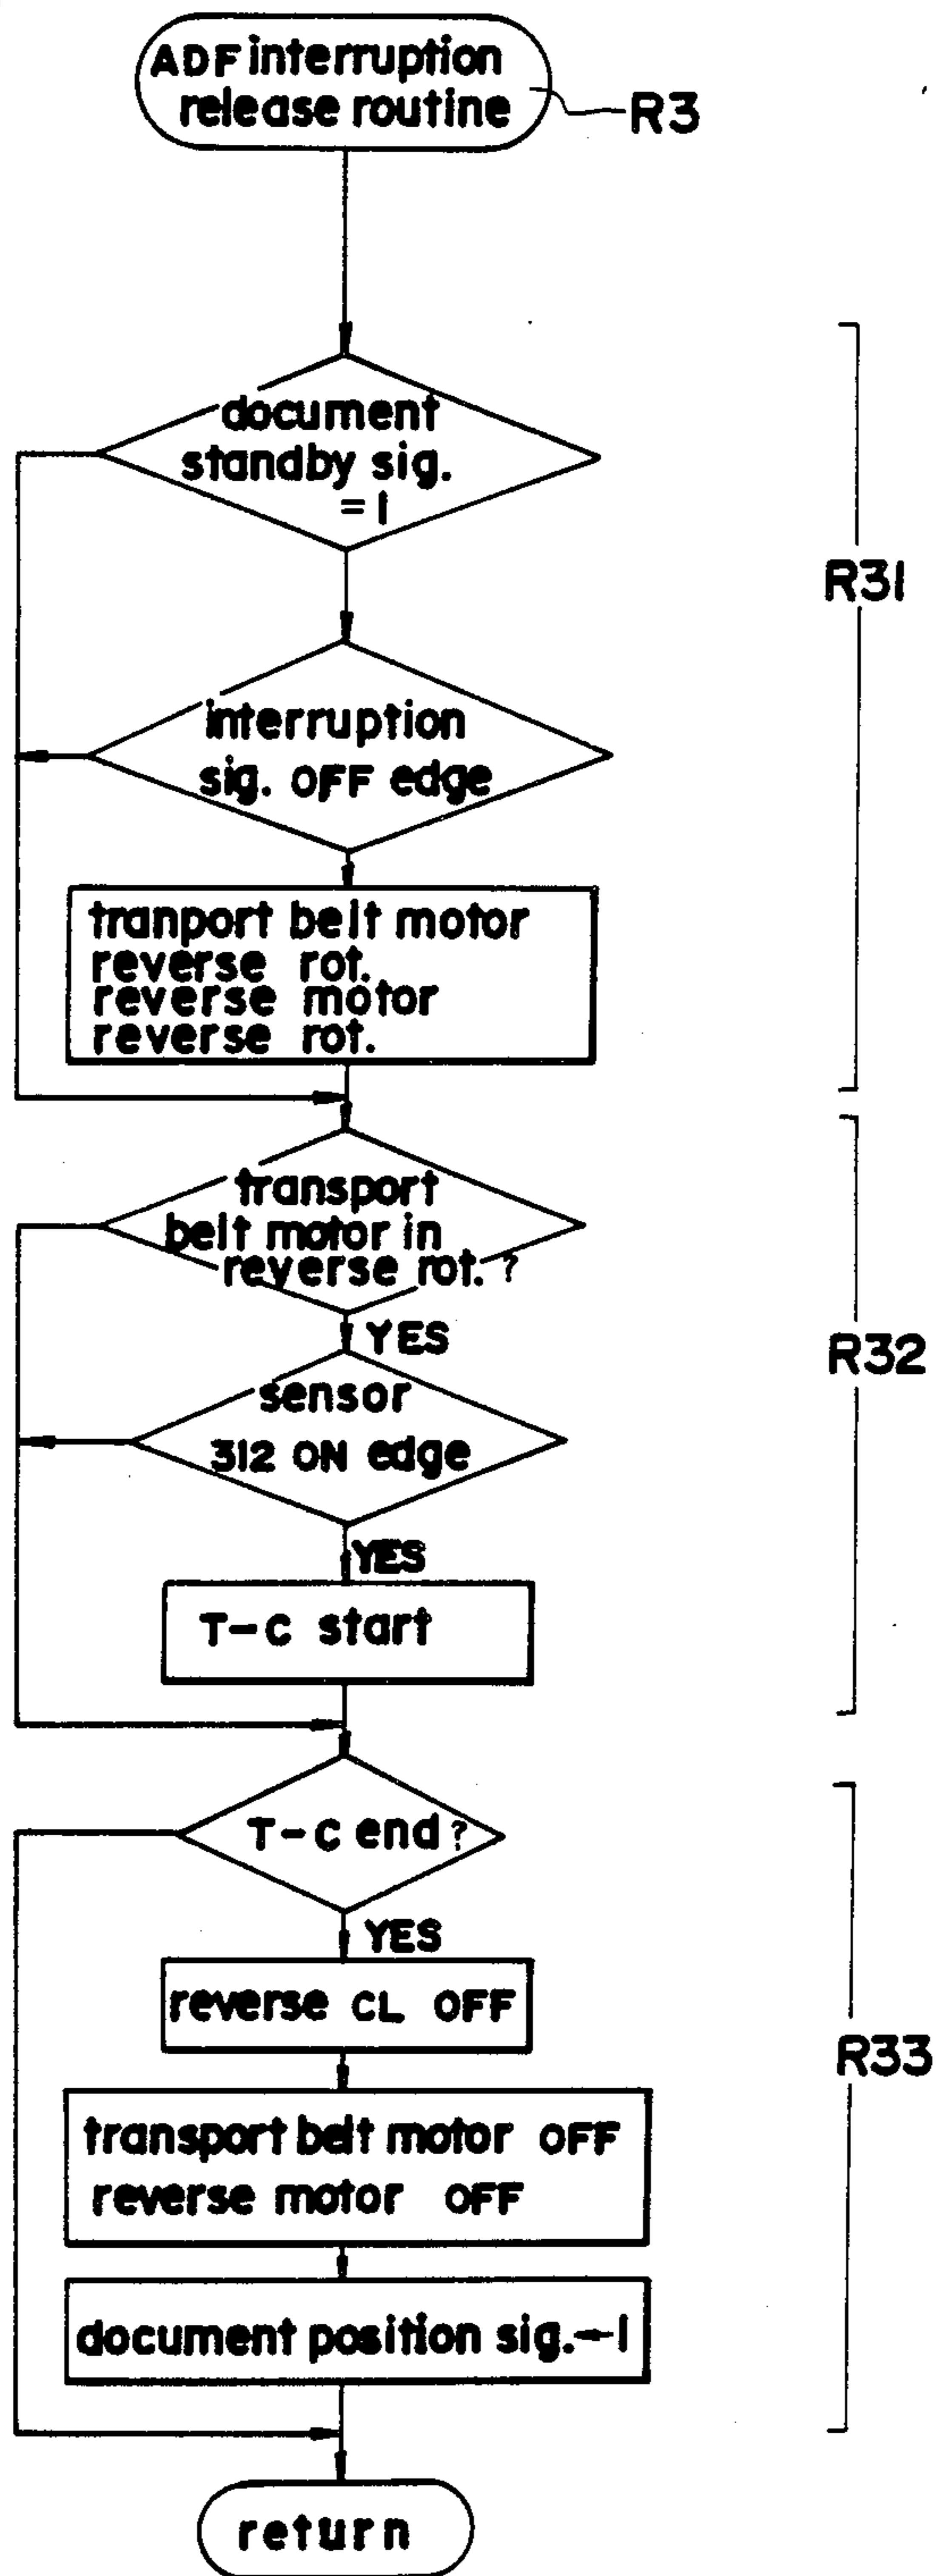 ADF interruption
release routine
R3
document
standby sig.
=1
interruption
sig. OFF edge
R31
tranport belt motor
reverse rot.
reverse motor
reverse rot.
transport
belt motor in
reverse rot. ?
YES
sensor
312 ON edge
YES
T-C start
R32
T-C end ?
YES
reverse CL OFF
transport belt motor OFF
reverse motor OFF
document position sig.←1
R33
return